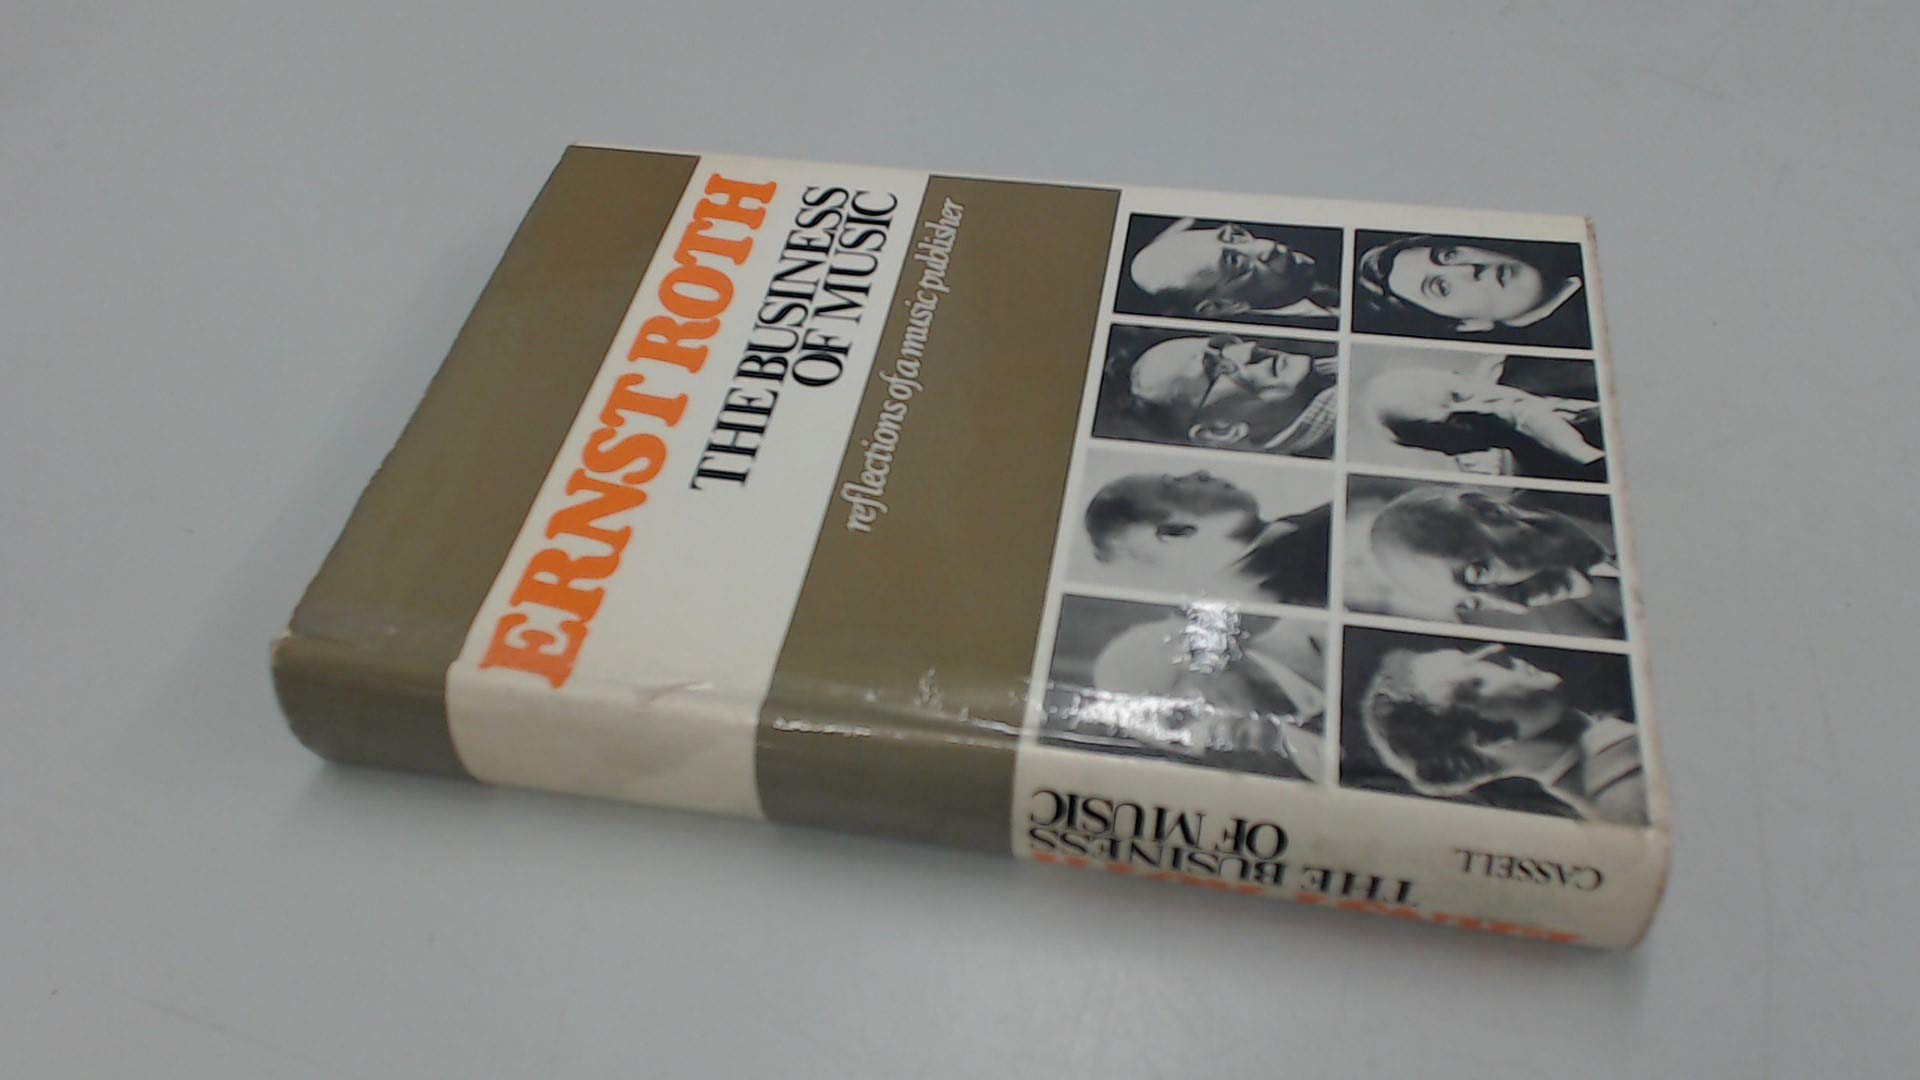 ERNST ROTH
THE BUSINESS
OF MUSIC
reflections of a music publisher
ERNST ROTH
THE BUSINESS
OF MUSIC
CASSELL